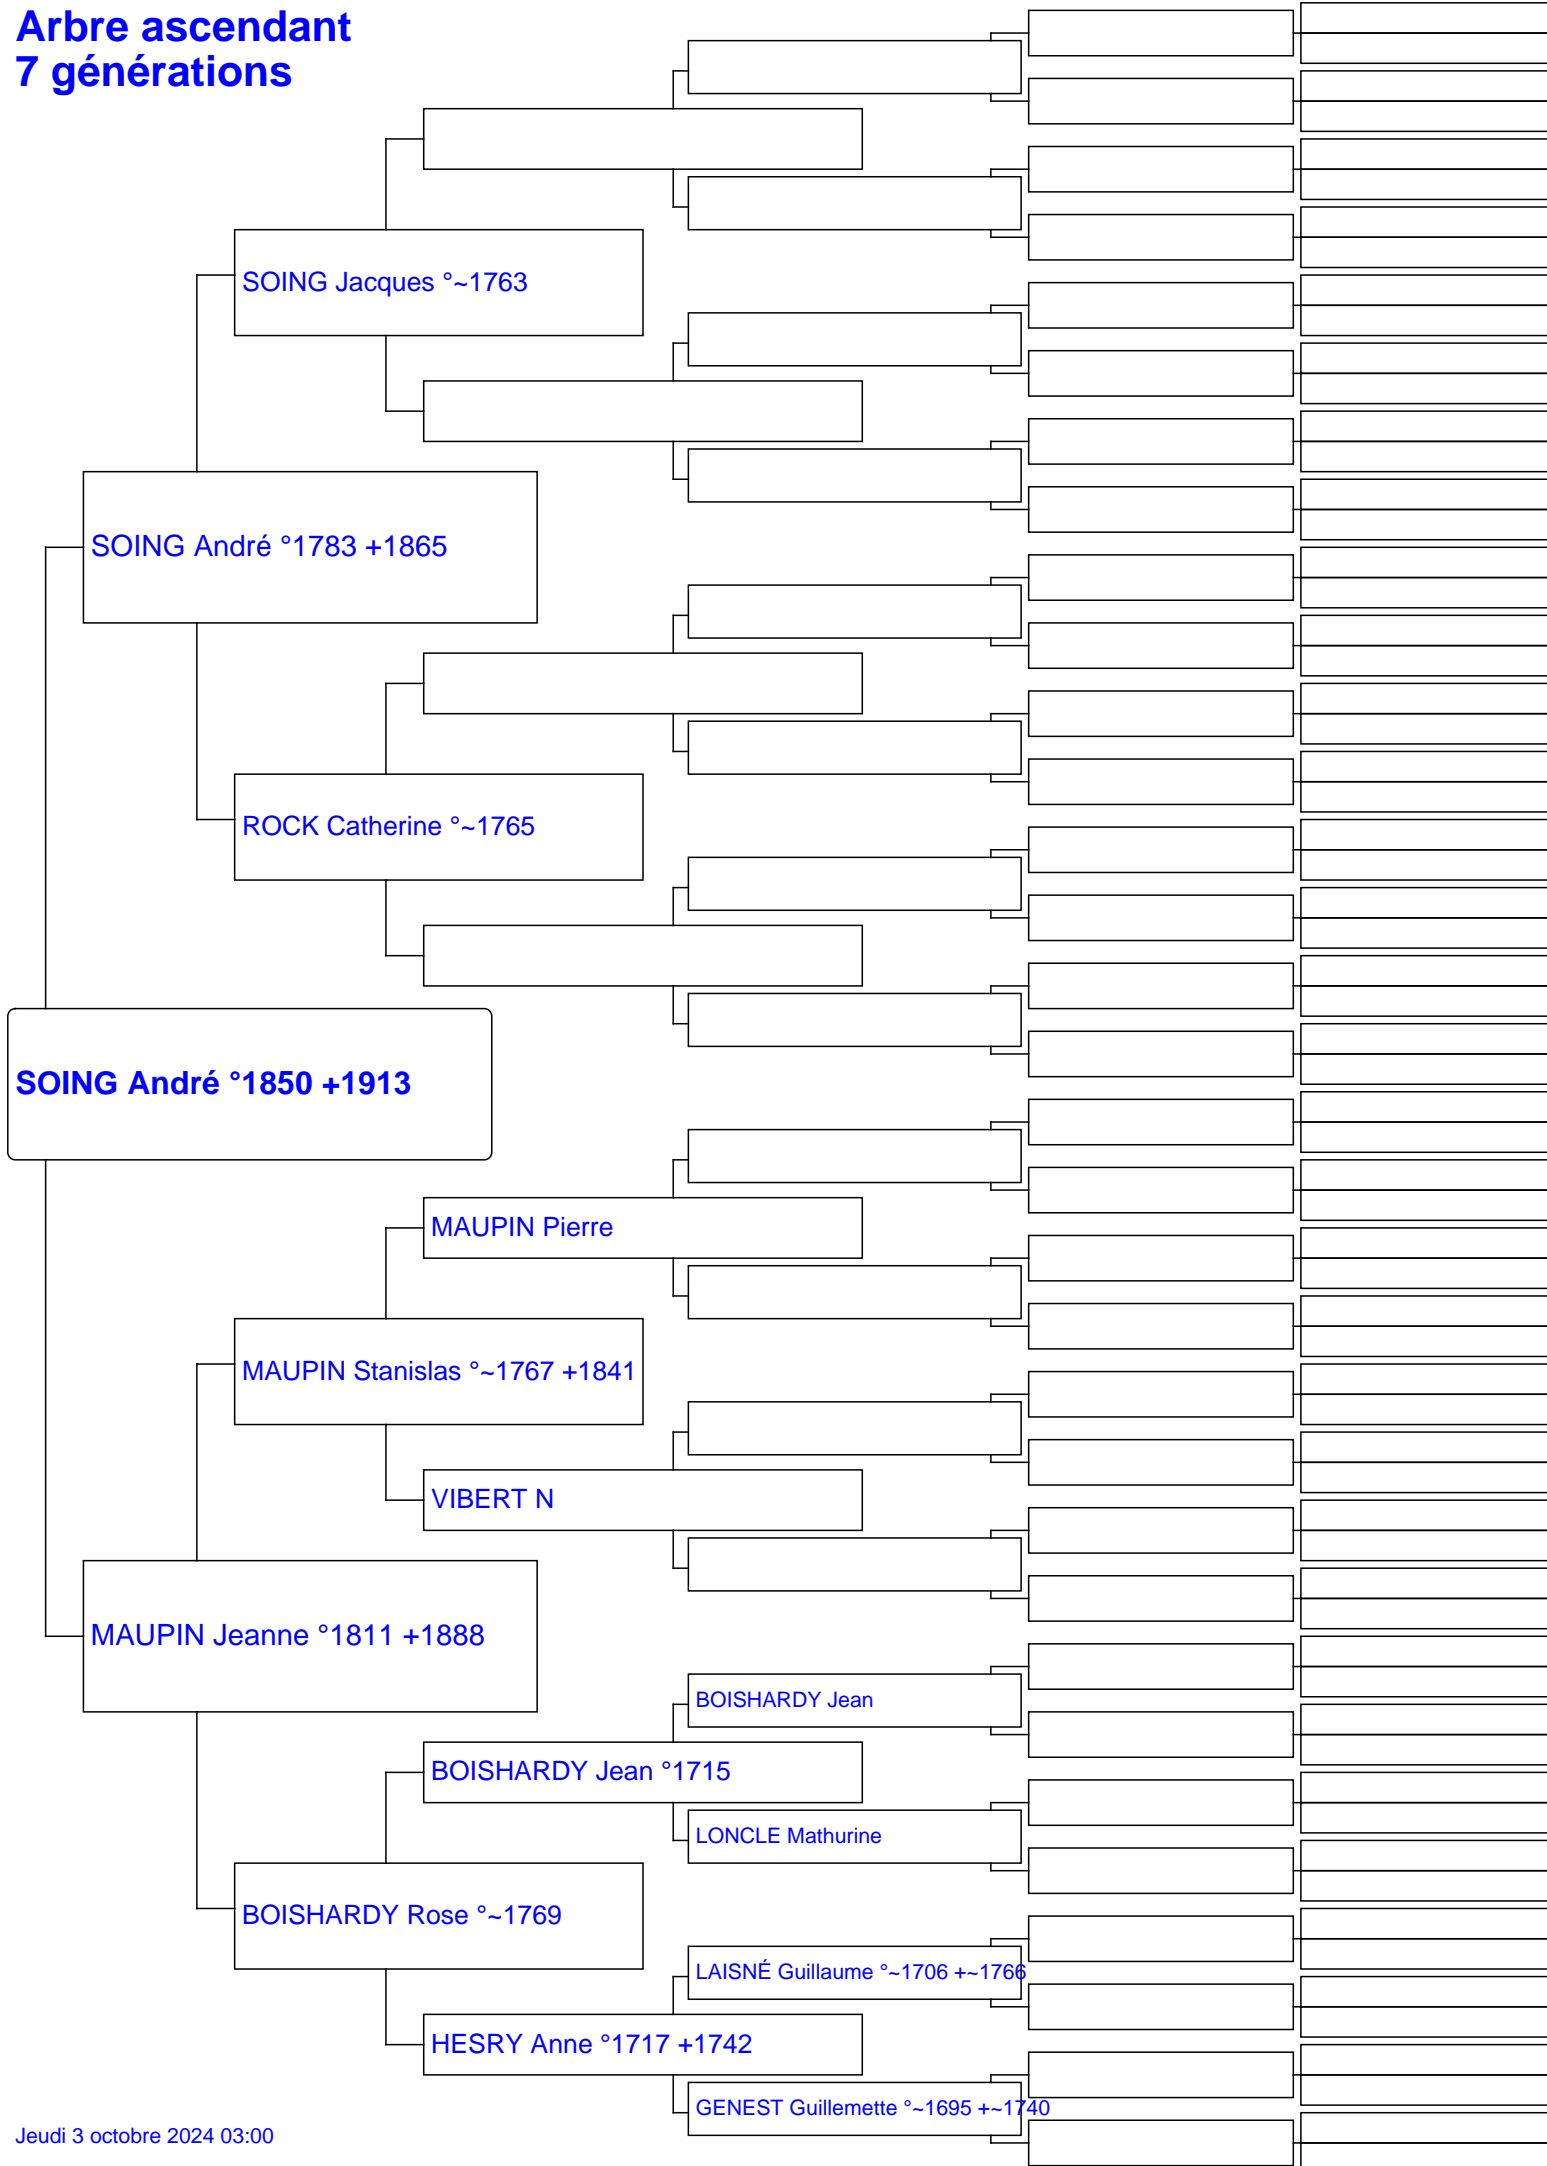 Arbre ascendant
7 générations
SOING Jacques °~1763
SOING André °1783 +1865
ROCK Catherine °~1765
SOING André °1850 +1913
MAUPIN Pierre
MAUPIN Stanislas °~1767 +1841
VIBERT N
MAUPIN Jeanne °1811 +1888
BOISHARDY Jean
BOISHARDY Jean °1715
LONCLE Mathurine
BOISHARDY Rose °~1769
LAISNÉ Guillaume °~1706 +~1766
HESRY Anne °1717 +1742
GENEST Guillemette °~1695 +~1740
Jeudi 3 octobre 2024 03:00